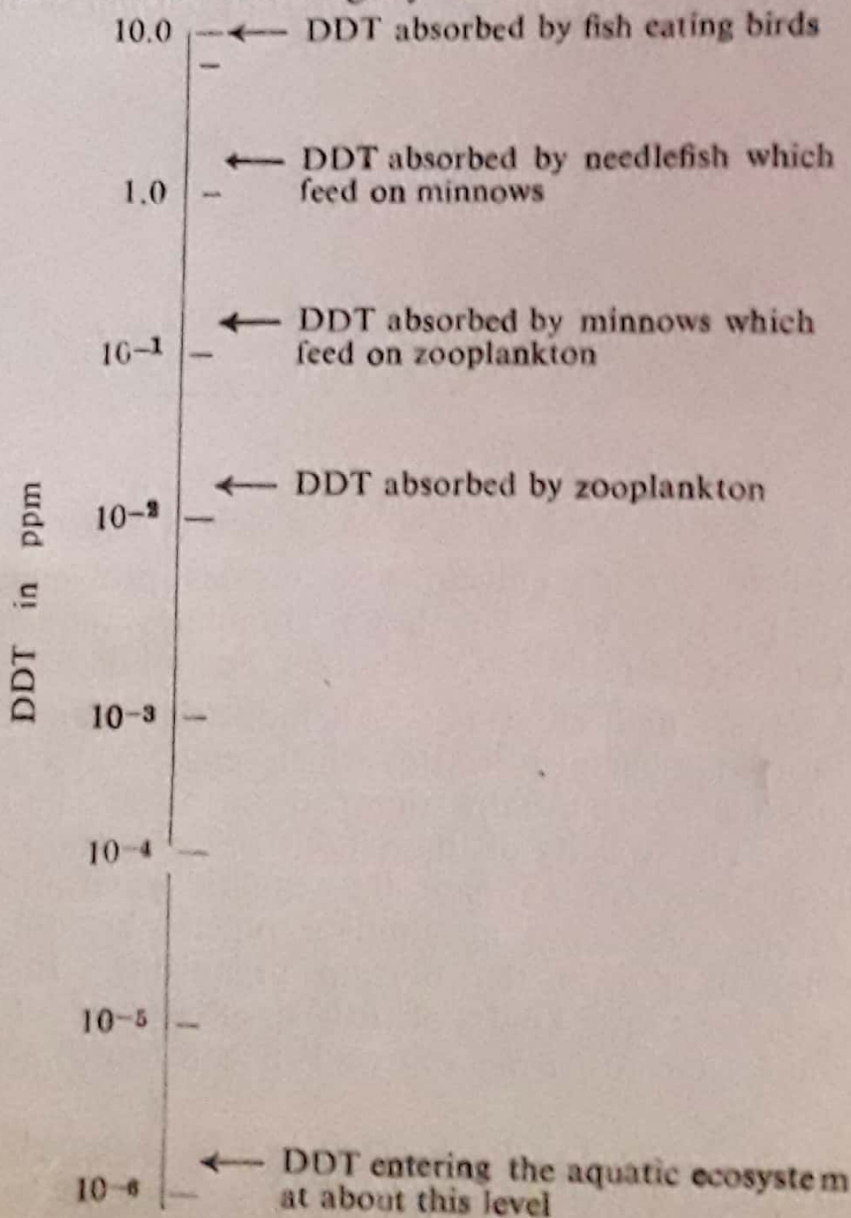 10.0 DDT absorbed by fish eating birds
DDT absorbed by needlefish which
1.0 feed on minnows
DDT absorbed by minnows which
10⁻¹ feed on zooplankton
DDT absorbed by zooplankton
10⁻²
DDT in ppm
10⁻³
10⁻⁴
10⁻⁵
DDT entering the aquatic ecosystem
10⁻⁶ at about this level